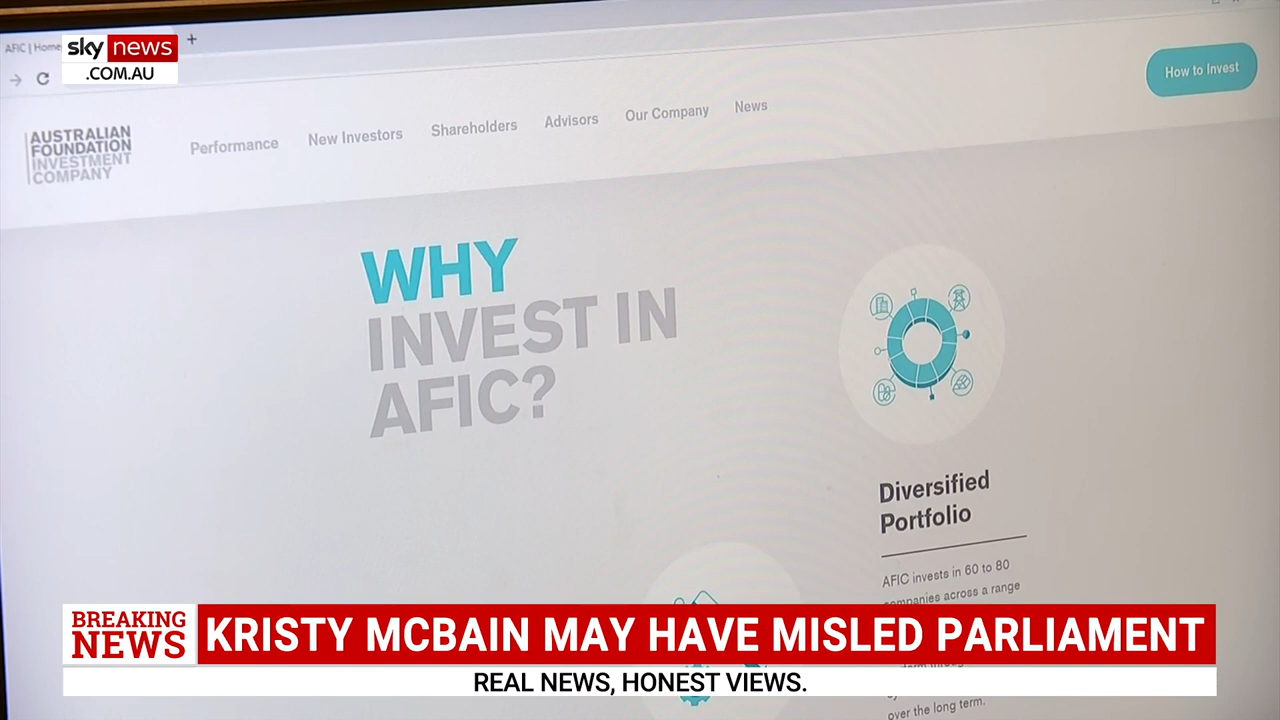 AFIC | Home
sky news
.COM.AU
How to Invest
AUSTRALIAN
FOUNDATION
INVESTMENT
COMPANY
Performance
New Investors
Shareholders
Advisors
Our Company
News
WHY
INVEST IN
AFIC?
Diversified
Portfolio
AFIC invests in 60 to 80
companies across a range
BREAKING
NEWS
KRISTY MCBAIN MAY HAVE MISLED PARLIAMENT
REAL NEWS, HONEST VIEWS.
over the long term.